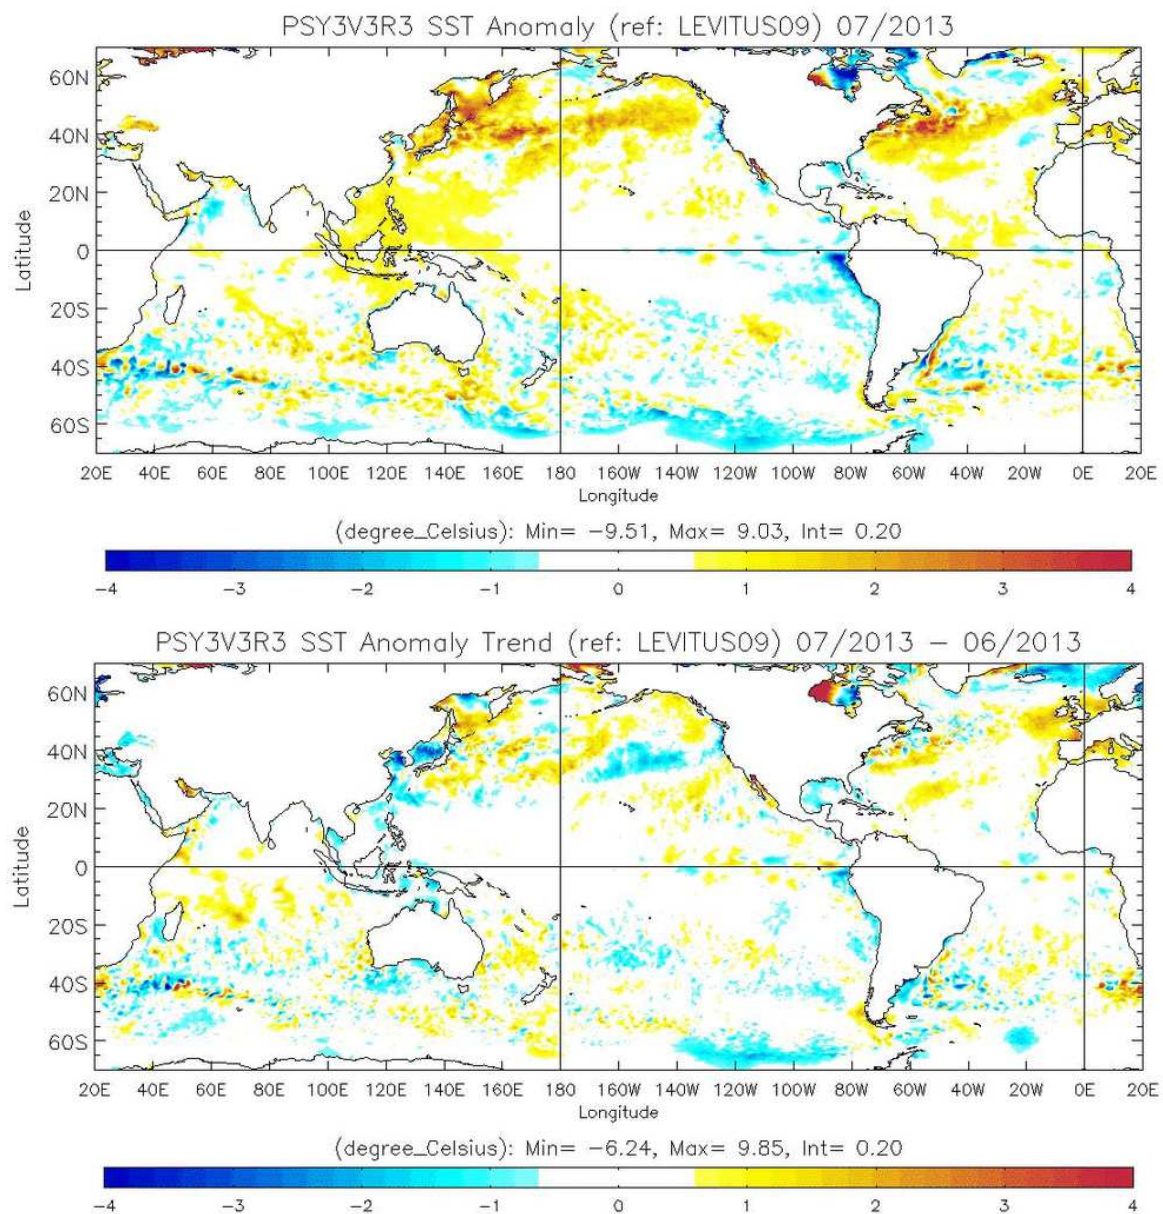 PSY3V3R3 SST Anomaly (ref: LEVITUS09) 07/2013
60N
40N
20N
0
20S
40S
60S
Latitude
20E 40E 60E 80E 100E 120E 140E 160E 180 160W 140W 120W 100W 80W 60W 40W 20W 0E 20E
Longitude
(degree_Celsius): Min= -9.51, Max= 9.03, Int= 0.20
-4 -3 -2 -1 0 1 2 3 4
PSY3V3R3 SST Anomaly Trend (ref: LEVITUS09) 07/2013 - 06/2013
60N
40N
20N
0
20S
40S
60S
Latitude
20E 40E 60E 80E 100E 120E 140E 160E 180 160W 140W 120W 100W 80W 60W 40W 20W 0E 20E
Longitude
(degree_Celsius): Min= -6.24, Max= 9.85, Int= 0.20
-4 -3 -2 -1 0 1 2 3 4